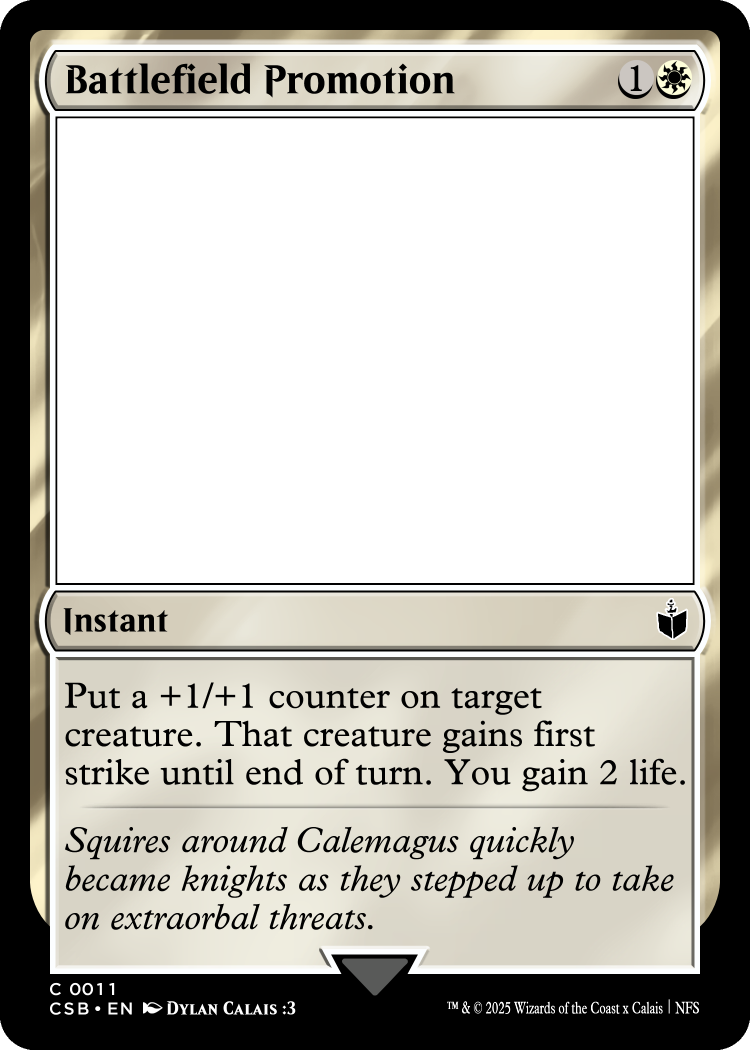 Battlefield Promotion 1
Instant
Put a +1/+1 counter on target
creature. That creature gains first
strike until end of turn. You gain 2 life.
Squires around Calemagus quickly
became knights as they stepped up to take
on extraorbal threats.
C 0011
CSB • EN Dylan Calais :3
™ & © 2025 Wizards of the Coast x Calais | NFS